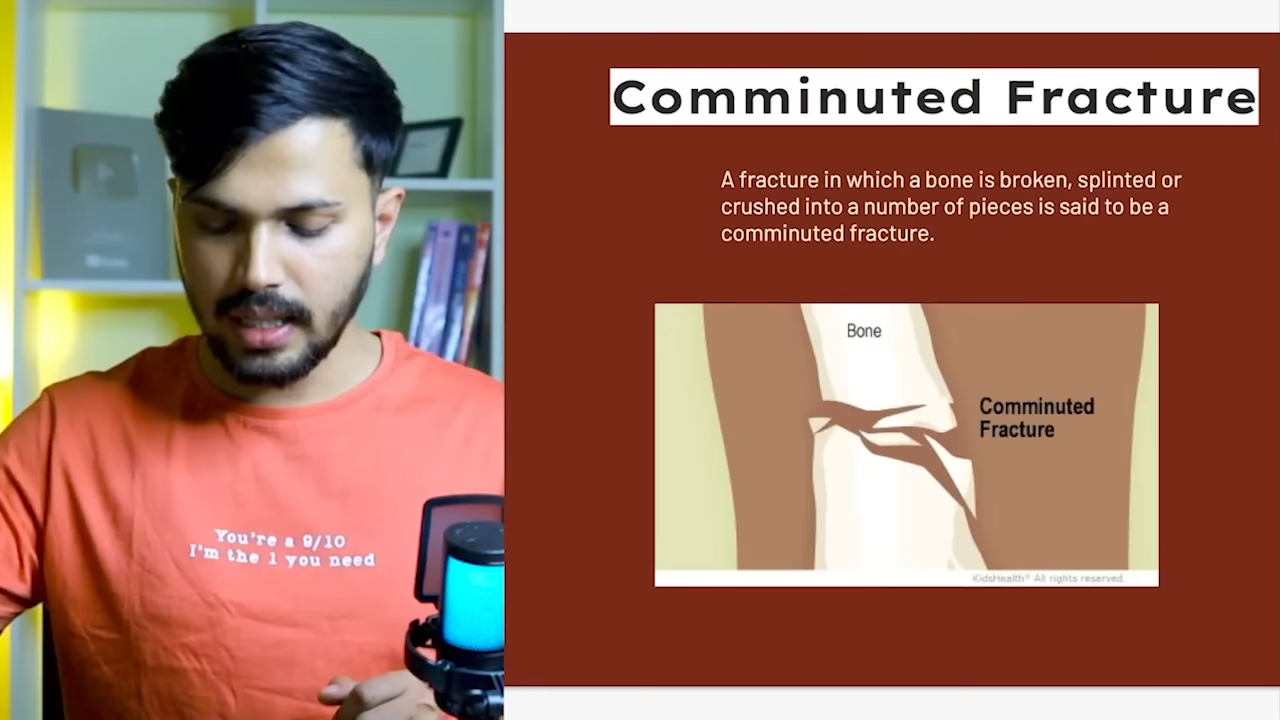 You're a 9/10
I'm the 1 you need
Comminuted Fracture
A fracture in which a bone is broken, splinted or
crushed into a number of pieces is said to be a
comminuted fracture.
Bone
Comminuted
Fracture
KidsHealth® All rights reserved.